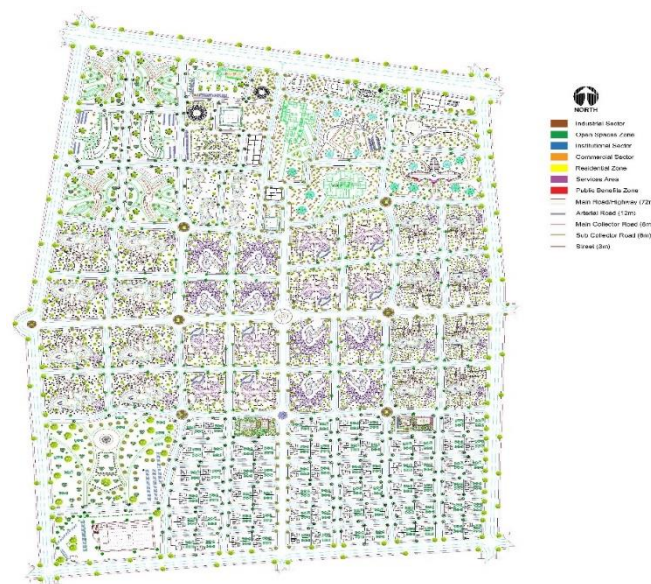 NORTH
Industrial Sector
Open Spaces Zone
Institutional Sector
Commercial Sector
Residential Zone
Services Area
Public Benefits Zone
Main Road/Highway (72m
Arterial Road (12m)
Main Collector Road (6m
Sub Collector Road (6m)
Street (3m)